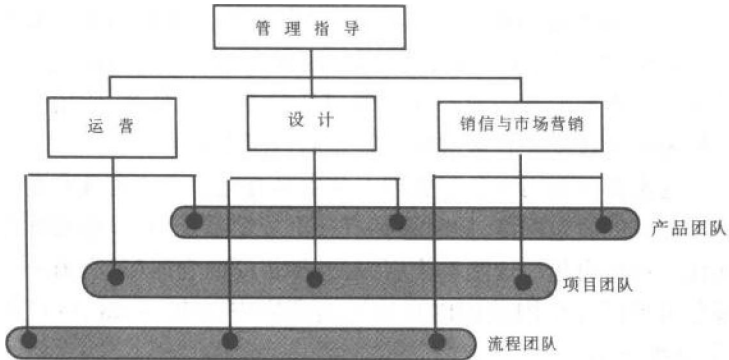 管理指导
运营
设计
销信与市场营销
产品团队
项目团队
流程团队